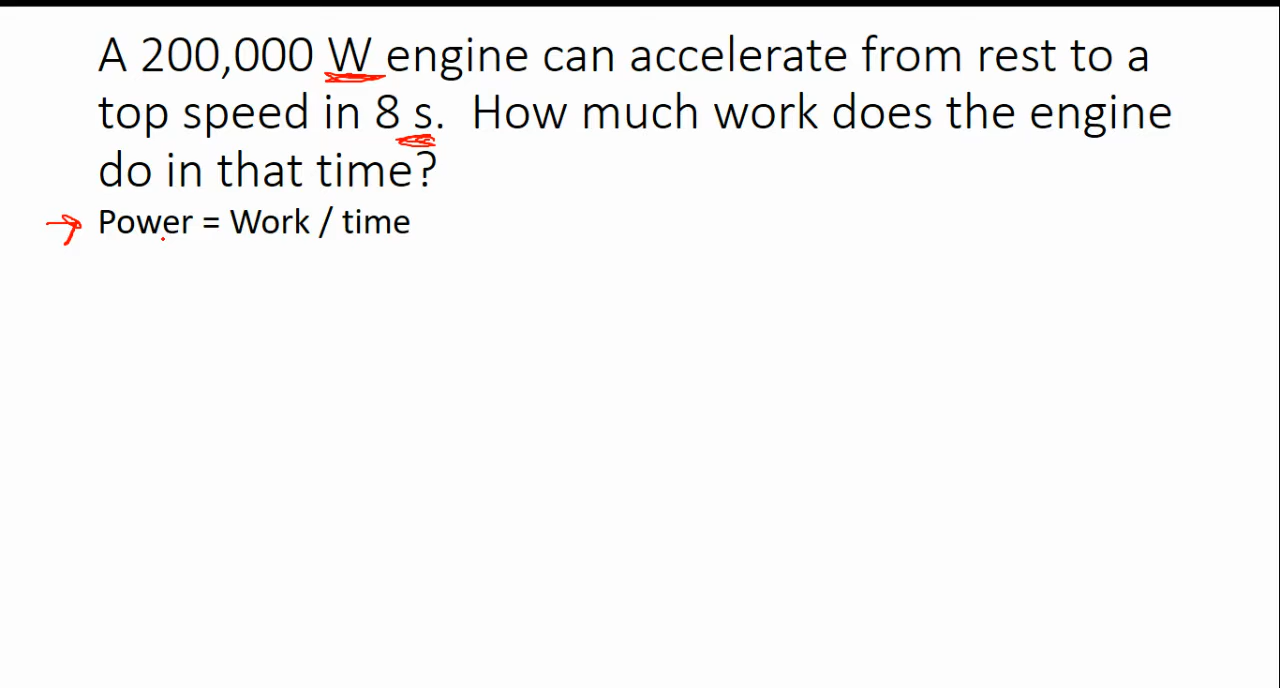 A 200,000 W engine can accelerate from rest to a
top speed in 8 s.  How much work does the engine
do in that time?
Power = Work / time